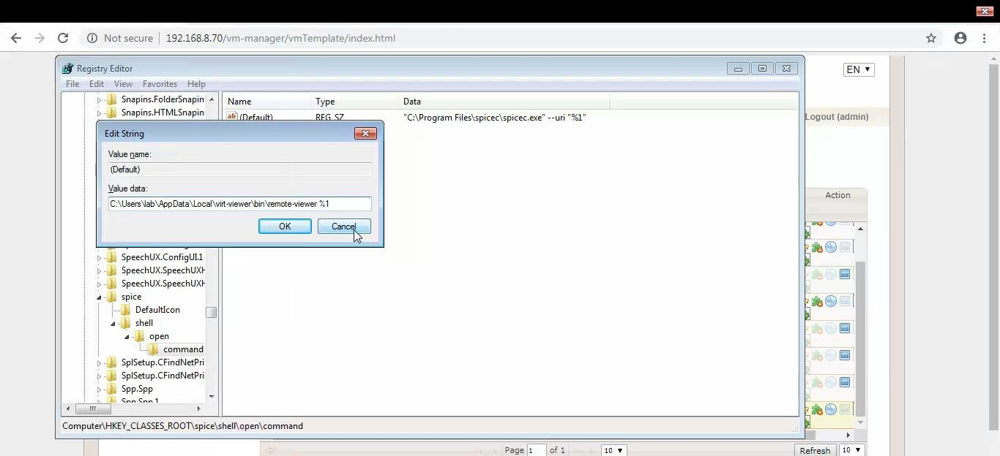 Not secure
192.168.8.70/vm-manager/vmTemplate/index.html
Registry Editor
File Edit View Favorites Help
EN ▼
Logout (admin)
Action
Snapins.FolderSnapin
Snapins.HTMLSnapin
Name Type Data
(Default) REG_SZ "C:\Program Files\spicec\spicec.exe" --uri "%1"
Edit String
Value name:
(Default)
Value data:
C:\Users\lab\AppData\Local\virt-viewer\bin\remote-viewer %1
OK Cancel
SpeechUX.ConfigUI.1
SpeechUX.SpeechUXH
SpeechUX.SpeechUXH
spice
DefaultIcon
shell
open
command
SplSetup.CFindNetPri
SplSetup.CFindNetPri
Spp.Spp
Spp.Spp.1
Computer\HKEY_CLASSES_ROOT\spice\shell\open\command
Page 1 of 1 10 ▼ Refresh 10 ▼